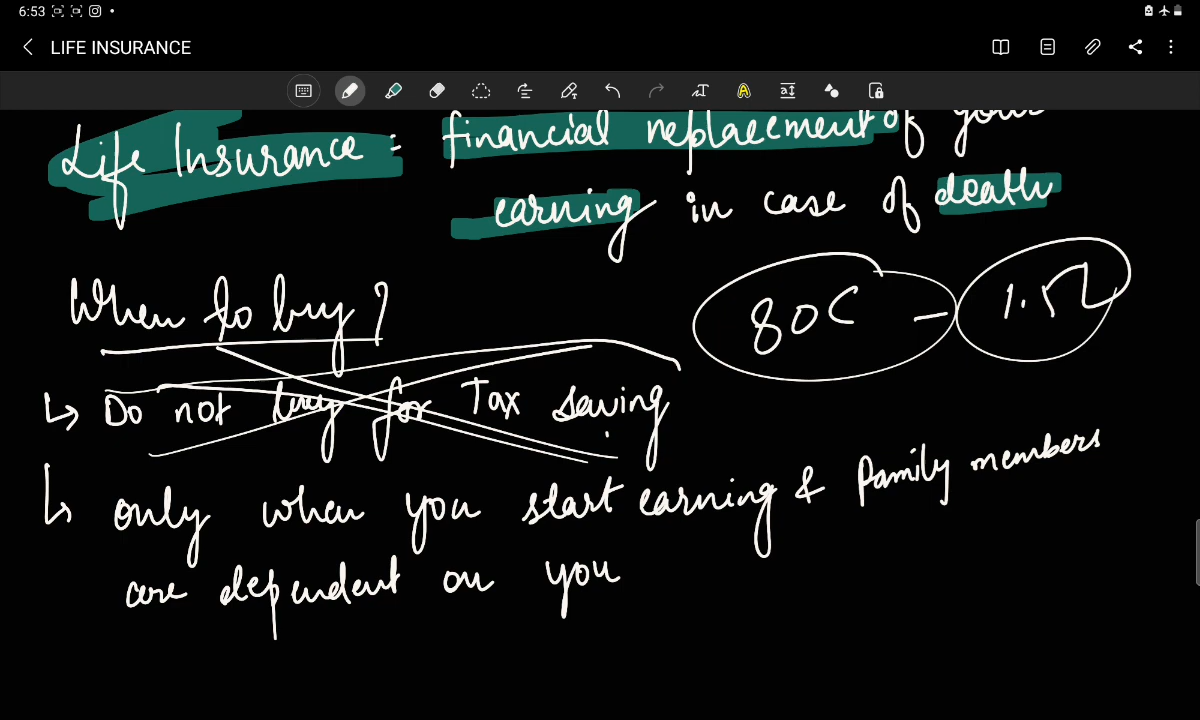 6:53
LIFE INSURANCE
Life Insurance = financial replacement of your
earning in case of death
When to buy?
80C - 1.5L
↳ Do not buy for Tax saving
↳ only when you start earning & family members
are dependent on you